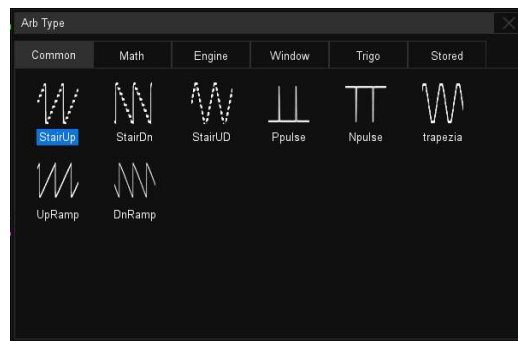 Arb Type
Common Math Engine Window Trigo Stored
StairUp StairDn StairUD Ppulse Npulse trapezia
UpRamp DnRamp